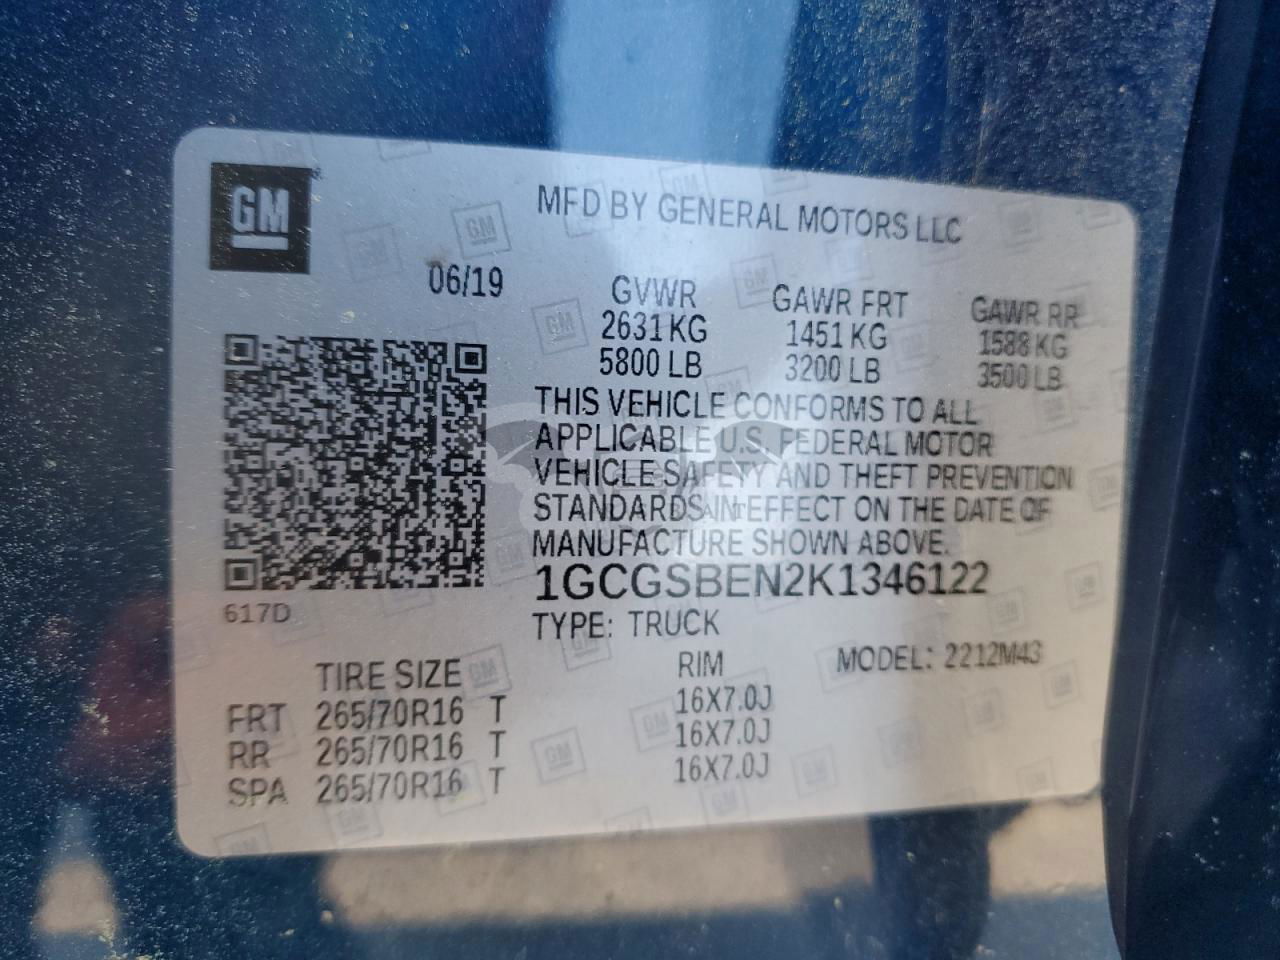 GM
MFD BY GENERAL MOTORS LLC
06/19
GVWR GAWR FRT GAWR RR
2631 KG 1451 KG 1588 KG
5800 LB 3200 LB 3500 LB
THIS VEHICLE CONFORMS TO ALL
APPLICABLE U.S. FEDERAL MOTOR
VEHICLE SAFETY AND THEFT PREVENTION
STANDARDS IN EFFECT ON THE DATE OF
MANUFACTURE SHOWN ABOVE.
1GCGSBEN2K1346122
617D
TYPE: TRUCK
TIRE SIZE RIM MODEL: 2212M43
FRT 265/70R16 T 16X7.0J
RR 265/70R16 T 16X7.0J
SPA 265/70R16 T 16X7.0J